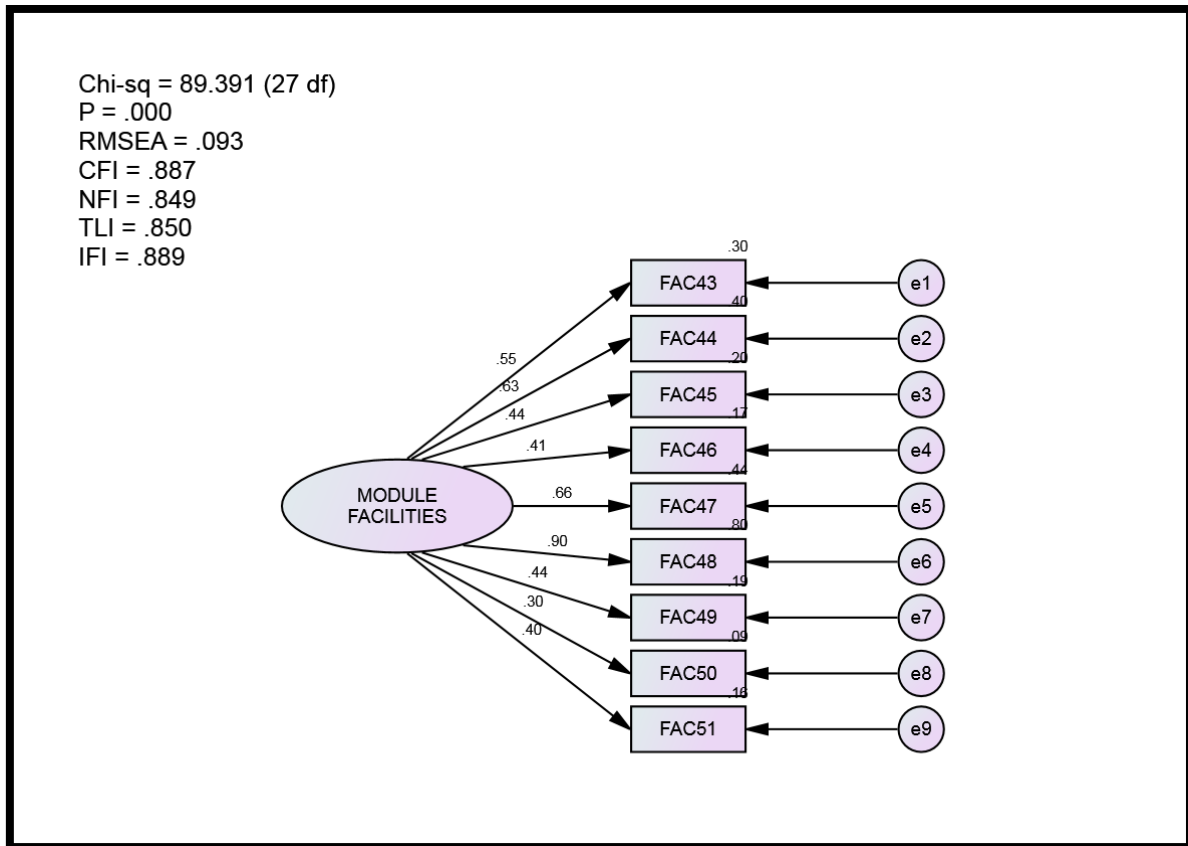 Chi-sq = 89.391 (27 df)
P = .000
RMSEA = .093
CFI = .887
NFI = .849
TLI = .850
IFI = .889
.30
FAC43
e1
.40
FAC44
e2
.20
FAC45
e3
.17
FAC46
e4
.44
FAC47
e5
.80
FAC48
e6
.19
FAC49
e7
.09
FAC50
e8
.16
FAC51
e9
.55
.63
.44
.41
.66
.90
.44
.30
.40
MODULE
FACILITIES